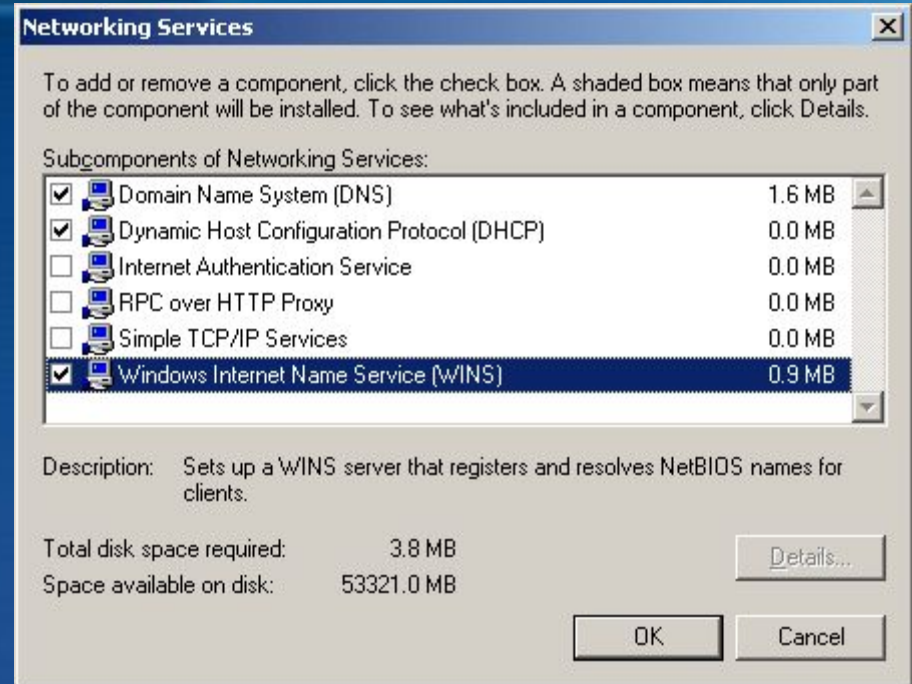 Networking Services
To add or remove a component, click the check box. A shaded box means that only part
of the component will be installed. To see what's included in a component, click Details.
Subcomponents of Networking Services:
Domain Name System (DNS) 1.6 MB
Dynamic Host Configuration Protocol (DHCP) 0.0 MB
Internet Authentication Service 0.0 MB
RPC over HTTP Proxy 0.0 MB
Simple TCP/IP Services 0.0 MB
Windows Internet Name Service (WINS) 0.9 MB
Description: Sets up a WINS server that registers and resolves NetBIOS names for
clients.
Total disk space required: 3.8 MB
Details...
Space available on disk: 53321.0 MB
OK Cancel